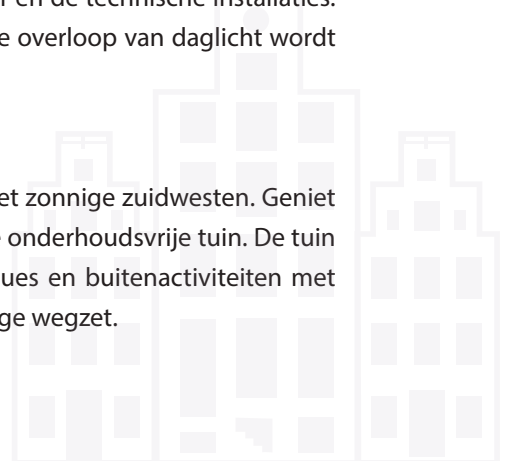 en de technische installaties.
e overloop van daglicht wordt
et zonnige zuidwesten. Geniet
onderhoudsvrije tuin. De tuin
ues en buitenactiviteiten met
ge wegzet.